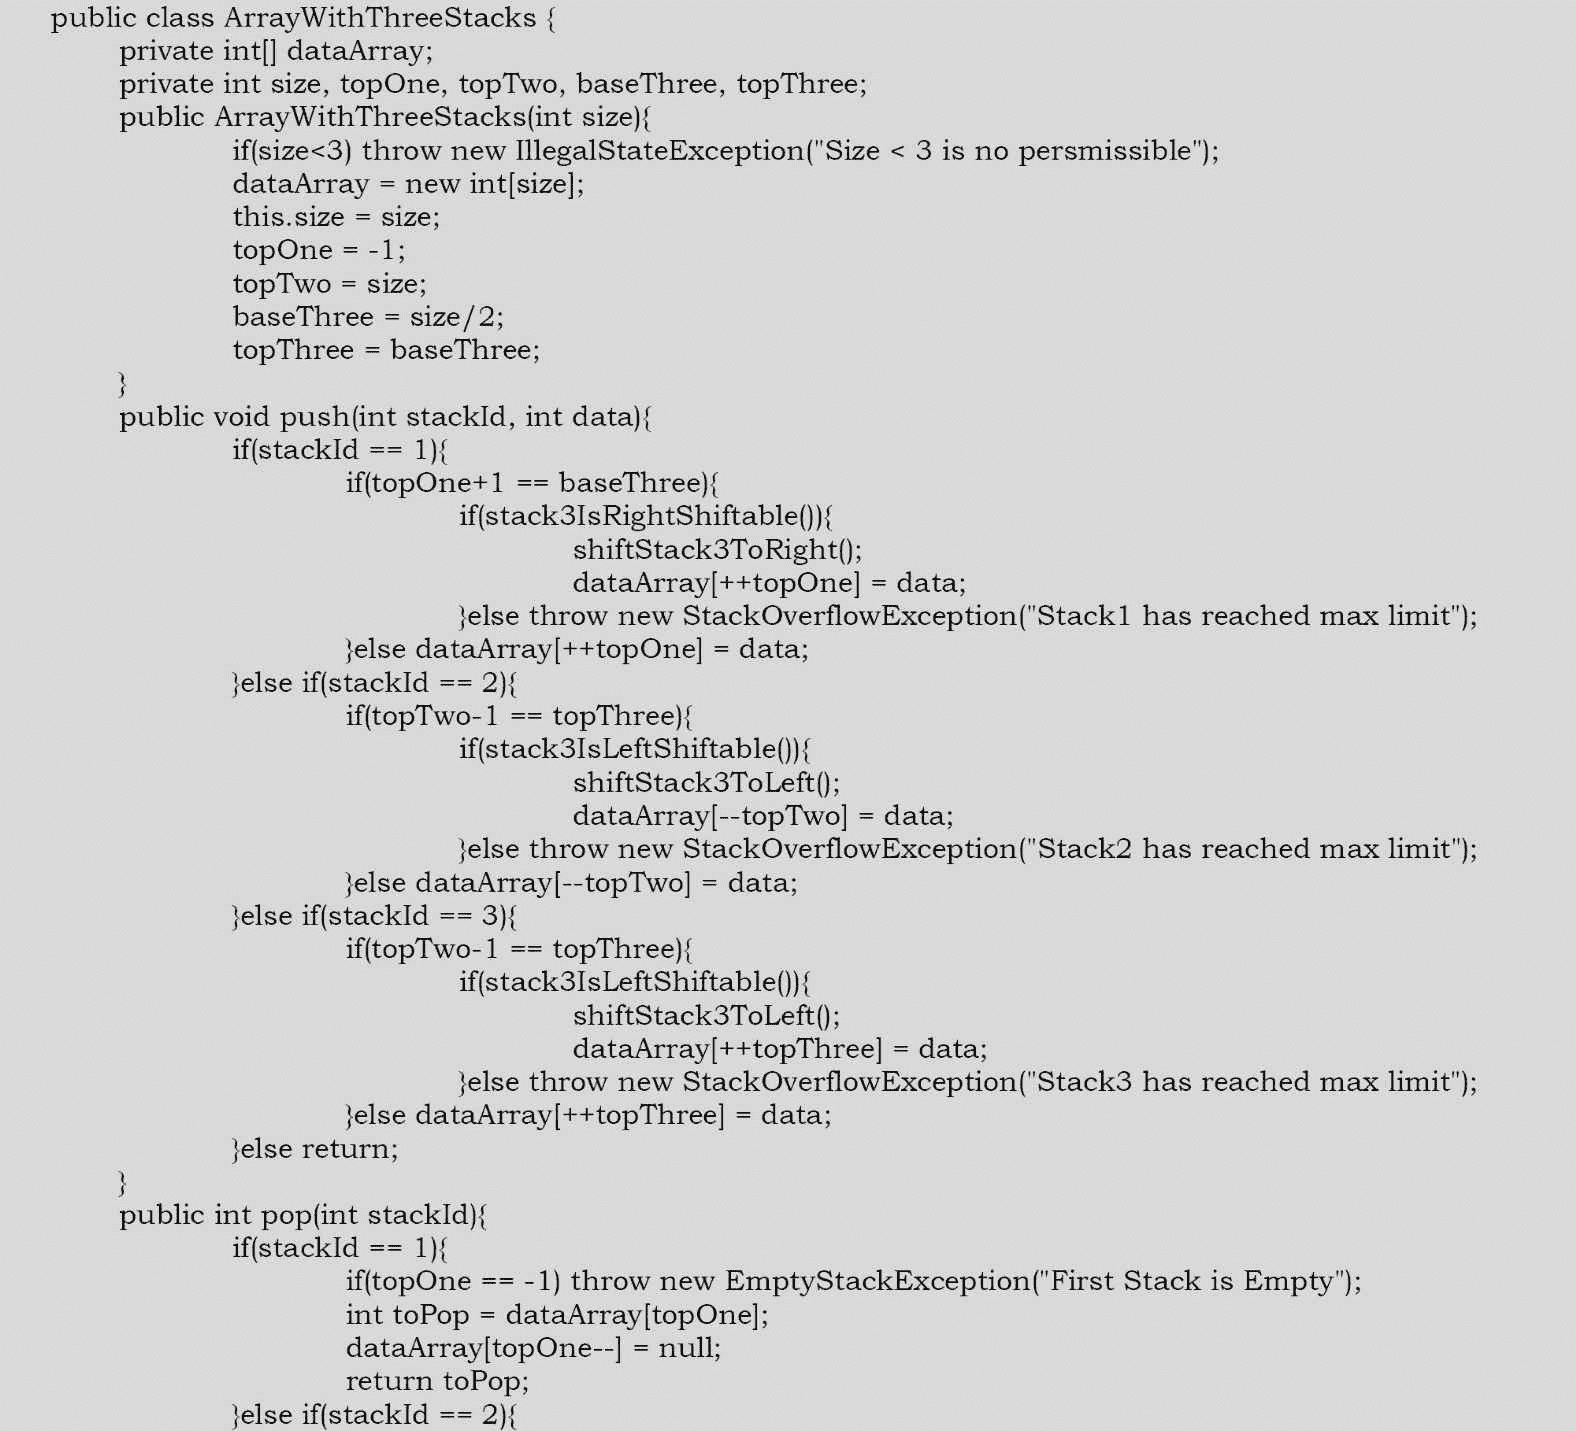 public class ArrayWithThreeStacks {
private int[] dataArray;
private int size, topOne, topTwo, baseThree, topThree;
public ArrayWithThreeStacks(int size){
if(size<3) throw new IllegalStateException("Size < 3 is no persmissible");
dataArray = new int[size];
this.size = size;
topOne = -1;
topTwo = size;
baseThree = size/2;
topThree = baseThree;
}
public void push(int stackId, int data){
if(stackId == 1){
if(topOne+1 == baseThree){
if(stack3IsRightShiftable()){
shiftStack3ToRight();
dataArray[++topOne] = data;
}else throw new StackOverflowException("Stack1 has reached max limit");
}else dataArray[++topOne] = data;
}else if(stackId == 2){
if(topTwo-1 == topThree){
if(stack3IsLeftShiftable()){
shiftStack3ToLeft();
dataArray[--topTwo] = data;
}else throw new StackOverflowException("Stack2 has reached max limit");
}else dataArray[--topTwo] = data;
}else if(stackId == 3){
if(topTwo-1 == topThree){
if(stack3IsLeftShiftable()){
shiftStack3ToLeft();
dataArray[++topThree] = data;
}else throw new StackOverflowException("Stack3 has reached max limit");
}else dataArray[++topThree] = data;
}else return;
}
public int pop(int stackId){
if(stackId == 1){
if(topOne == -1) throw new EmptyStackException("First Stack is Empty");
int toPop = dataArray[topOne];
dataArray[topOne--] = null;
return toPop;
}else if(stackId == 2){